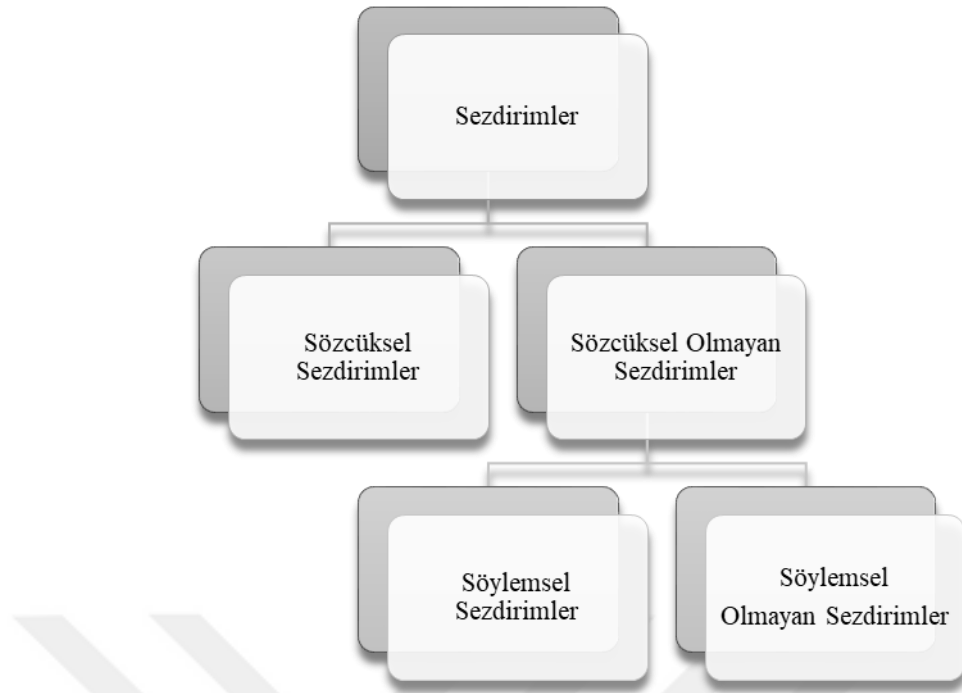 Sezdirimler
Sözcüksel
Sezdirimler
Sözcüksel Olmayan
Sezdirimler
Söylemsel
Sezdirimler
Söylemsel
Olmayan Sezdirimler